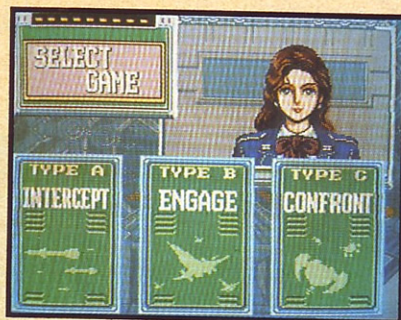 SELECT
GAME
TYPE A
INTERCEPT
TYPE B
ENGAGE
TYPE C
CONFRONT